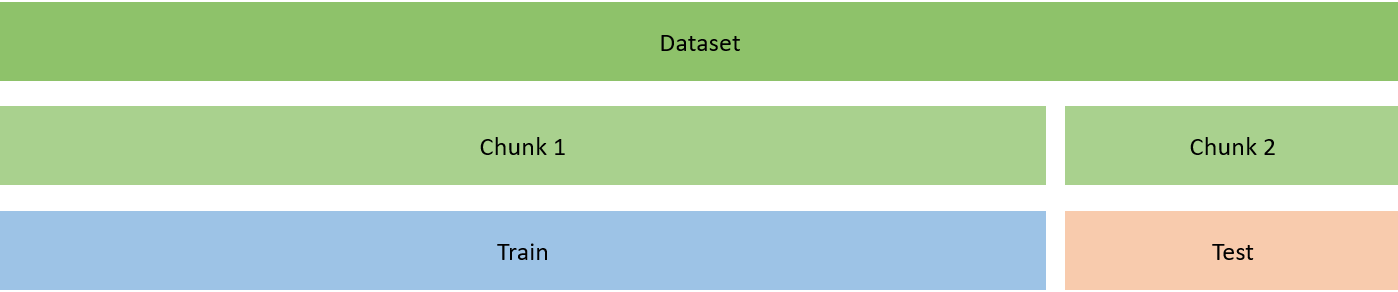 Dataset
Chunk 1
Chunk 2
Train
Test